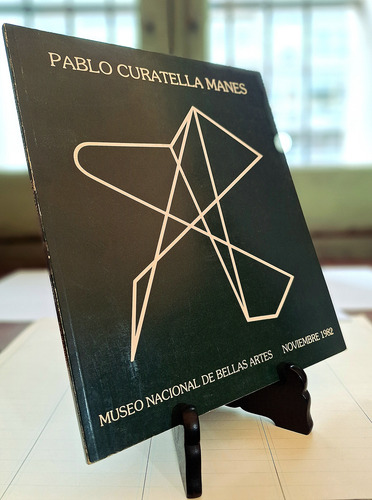 PABLO CURATELLA MANES
MUSEO NACIONAL DE BELLAS ARTES NOVIEMBRE 1982